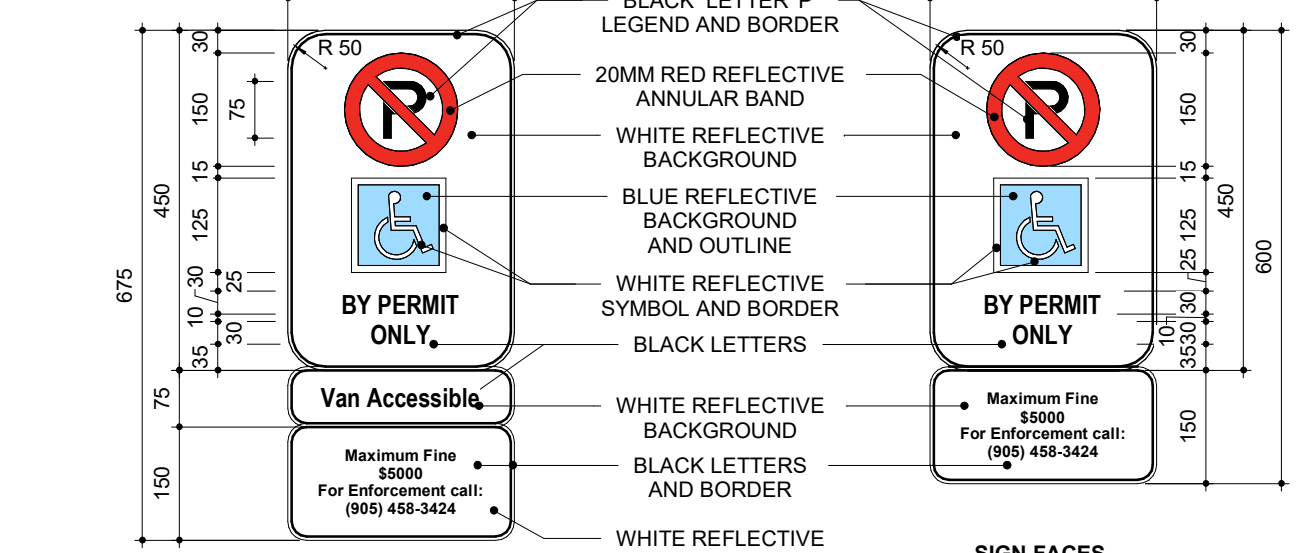 BLACK LETTER 'P'
LEGEND AND BORDER
20MM RED REFLECTIVE
ANNULAR BAND
WHITE REFLECTIVE
BACKGROUND
BLUE REFLECTIVE
BACKGROUND
AND OUTLINE
WHITE REFLECTIVE
SYMBOL AND BORDER
BLACK LETTERS
WHITE REFLECTIVE
BACKGROUND
BLACK LETTERS
AND BORDER
WHITE REFLECTIVE
675
450
75
150
30
150
75
15
125
30
25
10
30
35
R 50
P
BY PERMIT
ONLY
Van Accessible
Maximum Fine
$5000
For Enforcement call:
(905) 458-3424
R 50
P
BY PERMIT
ONLY
Maximum Fine
$5000
For Enforcement call:
(905) 458-3424
30
150
15
125
25
30
10
30
35
150
450
600
SIGN FACES